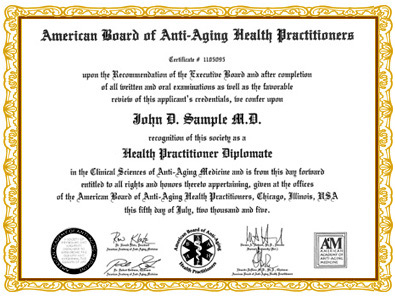 American Board of Anti-Aging Health Practitioners
Certificate # 1105095
upon the Recommendation of the Executive Board and after completion
of all written and oral examinations as well as the favorable
review of this applicant's credentials, we confer upon
John D. Sample M.D.
recognition of this society as a
Health Practitioner Diplomate
in the Clinical Sciences of Anti-Aging Medicine and is from this day forward
entitled to all rights and honors thereto appertaining, given at the offices
of the American Board of Anti-Aging Health Practitioners, Chicago, Illinois, USA
this fifth day of July, two thousand and five.
American Board of Anti-Aging
Health Practitioners
A4M
AMERICAN
ACADEMY OF
ANTI-AGING
MEDICINE